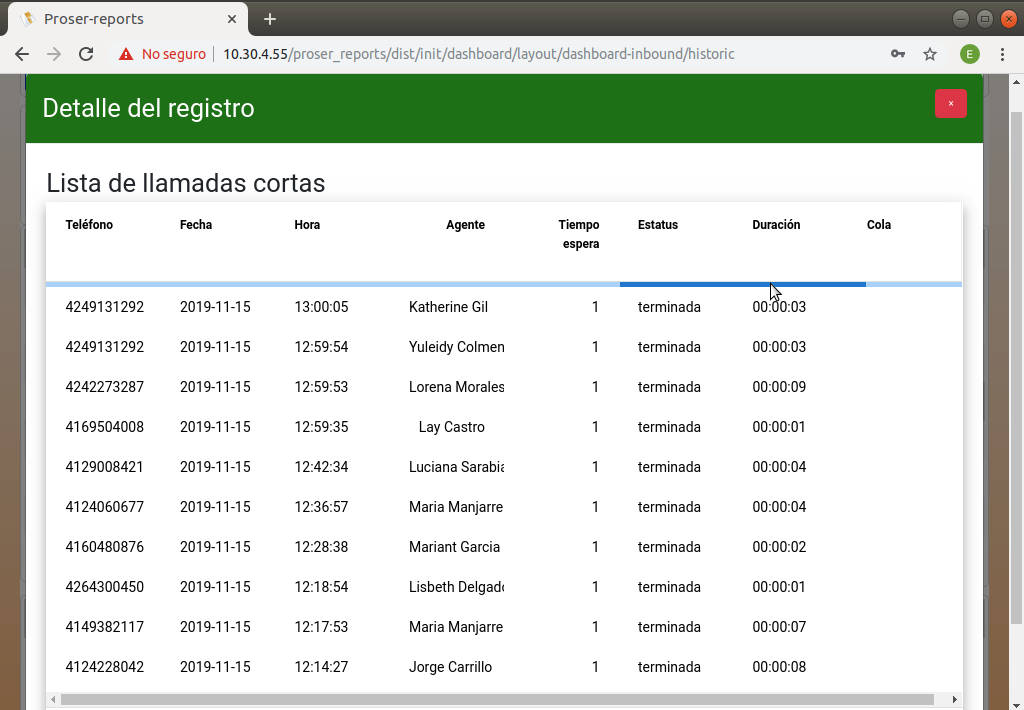 Proser-reports
No seguro 10.30.4.55/proser_reports/dist/init/dashboard/layout/dashboard-inbound/historic
E
Detalle del registro
×
Lista de llamadas cortas
Teléfono Fecha Hora Agente Tiempo espera Estatus Duración Cola
4249131292 2019-11-15 13:00:05 Katherine Gil 1 terminada 00:00:03
4249131292 2019-11-15 12:59:54 Yuleidy Colmen 1 terminada 00:00:03
4242273287 2019-11-15 12:59:53 Lorena Morales 1 terminada 00:00:09
4169504008 2019-11-15 12:59:35 Lay Castro 1 terminada 00:00:01
4129008421 2019-11-15 12:42:34 Luciana Sarabia 1 terminada 00:00:04
4124060677 2019-11-15 12:36:57 Maria Manjarre 1 terminada 00:00:04
4160480876 2019-11-15 12:28:38 Mariant Garcia 1 terminada 00:00:02
4264300450 2019-11-15 12:18:54 Lisbeth Delgado 1 terminada 00:00:01
4149382117 2019-11-15 12:17:53 Maria Manjarre 1 terminada 00:00:07
4124228042 2019-11-15 12:14:27 Jorge Carrillo 1 terminada 00:00:08